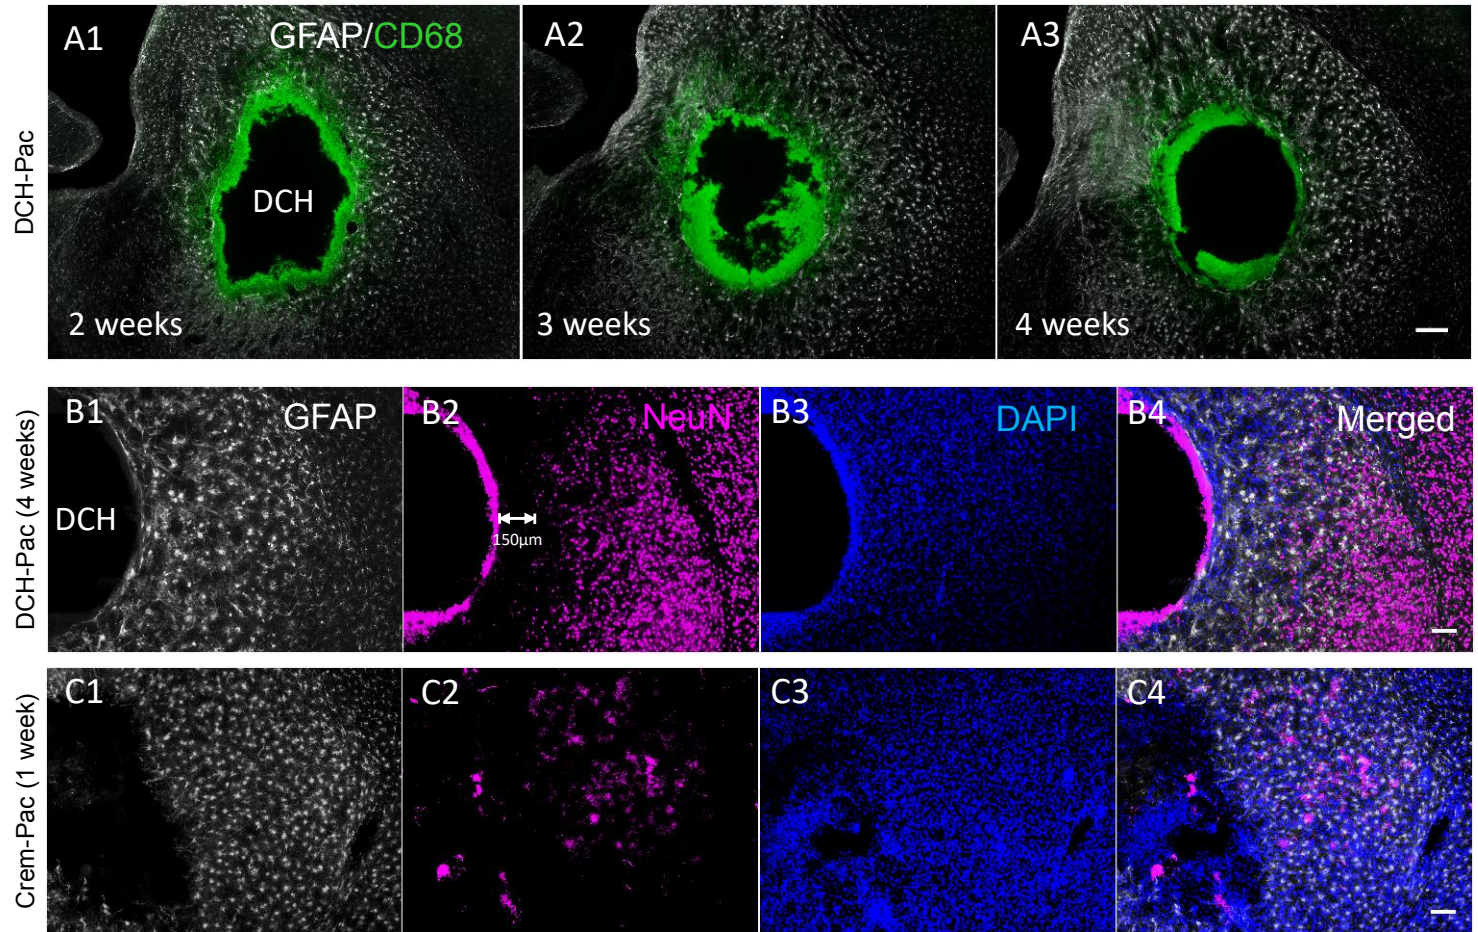 DCH-Pac
A1
GFAP/CD68
A2
A3
DCH
2 weeks
3 weeks
4 weeks
DCH-Pac (4 weeks)
B1
GFAP
B2
NeuN
B3
DAPI
B4
Merged
DCH
150µm
Crem-Pac (1 week)
C1
C2
C3
C4